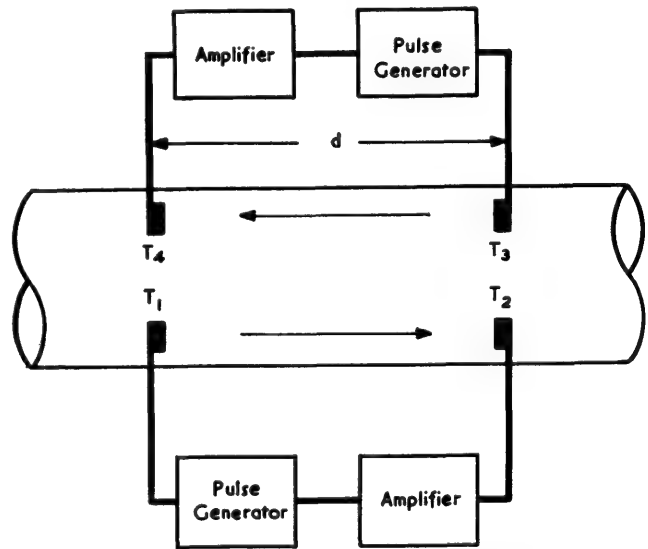 Amplifier
Pulse
Generator
d
T4
T3
T1
T2
Pulse
Generator
Amplifier